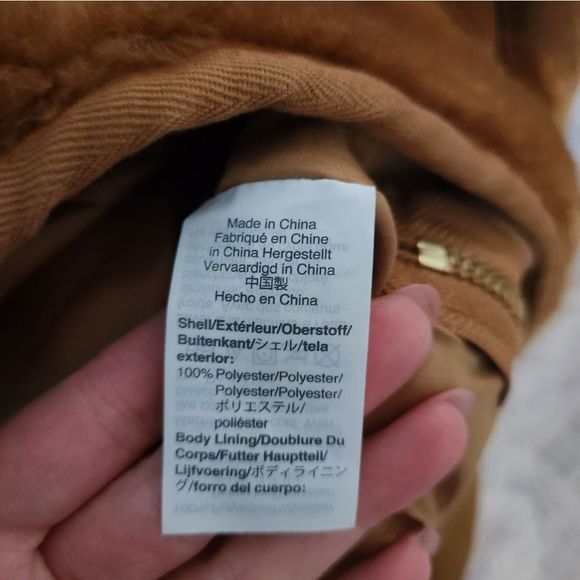 Made in China
Fabriqué en Chine
in China Hergestellt
Vervaardigd in China
中国製
Hecho en China
Shell/Extérieur/Oberstoff/
Buitenkant/シェル/tela
exterior:
100% Polyester/Polyester/
Polyester/Polyester/
ポリエステル/
poliéster
Body Lining/Doublure Du
Corps/Futter Hauptteil/
Lijfvoering/ボディライニン
グ/forro del cuerpo: